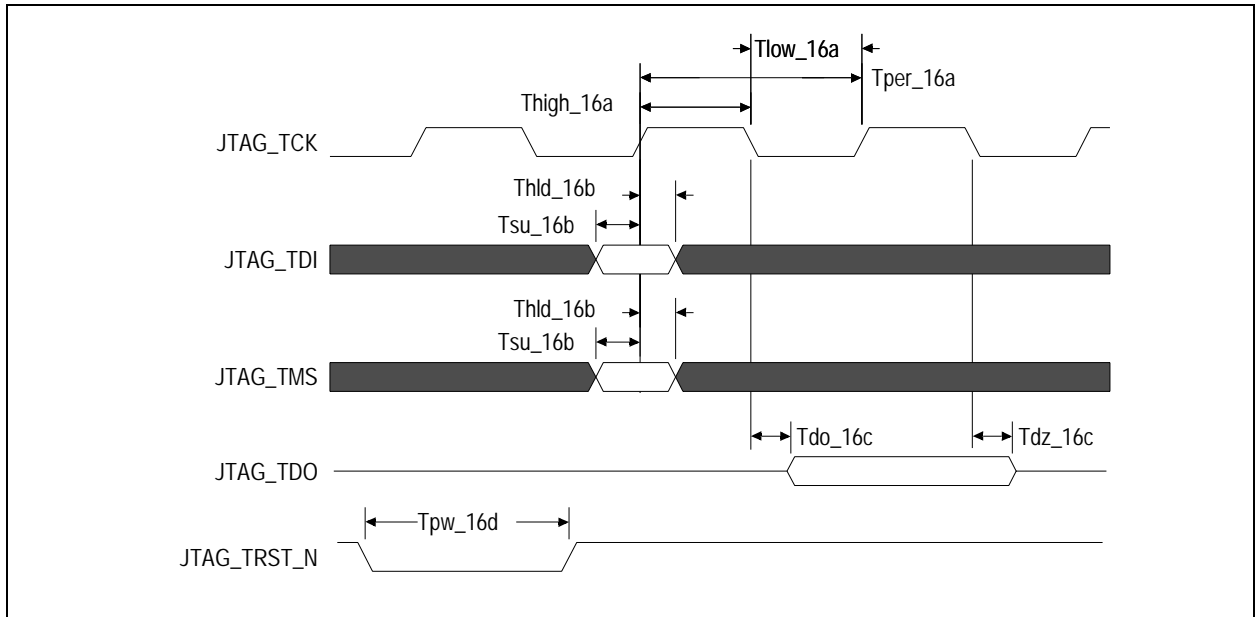 Tlow_16a
Tper_16a
Thigh_16a
JTAG_TCK
Thld_16b
Tsu_16b
JTAG_TDI
Thld_16b
Tsu_16b
JTAG_TMS
Tdo_16c
Tdz_16c
JTAG_TDO
Tpw_16d
JTAG_TRST_N